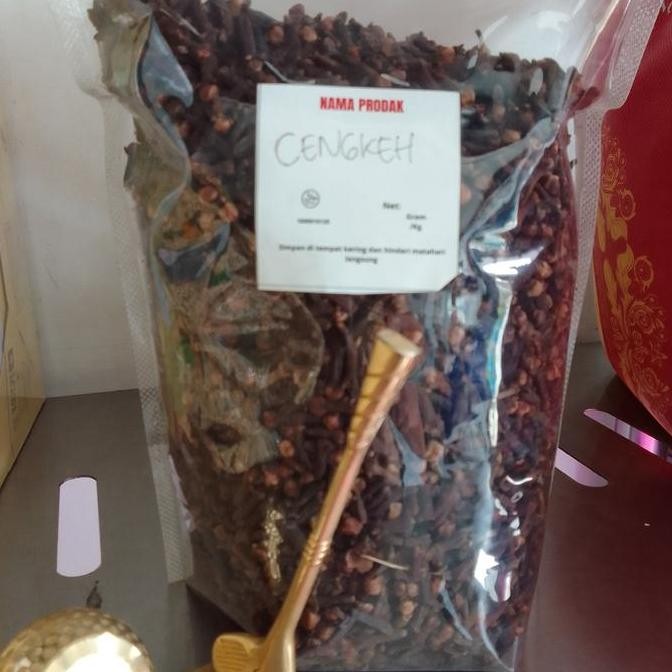 NAMA PRODAK
CENGKEH
Net:
Gram
/Kg
Simpan di tempat kering dan hindari matahari
langsung